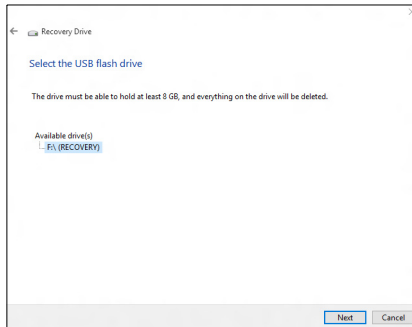 Recovery Drive
Select the USB flash drive
The drive must be able to hold at least 8 GB, and everything on the drive will be deleted.
Available drive(s)
F:\ (RECOVERY)
Next Cancel